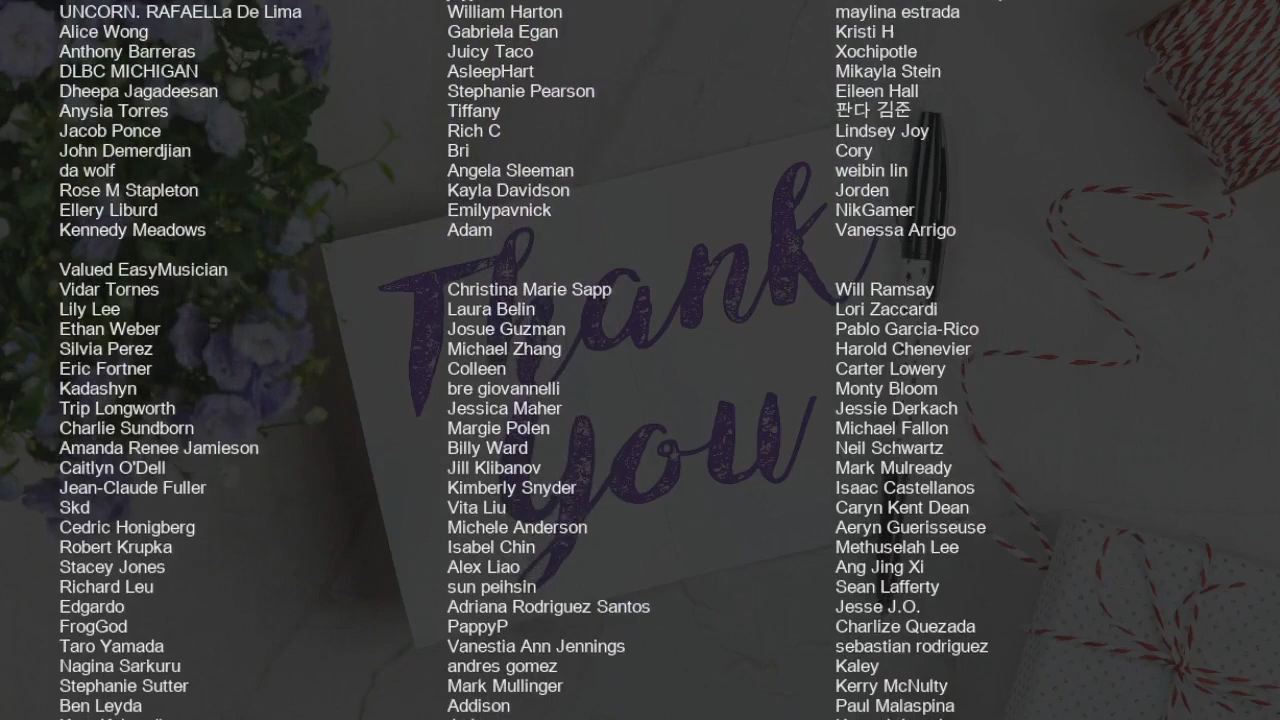 UNCORN. RAFAELLa De Lima
Alice Wong
Anthony Barreras
DLBC MICHIGAN
Dheepa Jagadeesan
Anysia Torres
Jacob Ponce
John Demerdjian
da wolf
Rose M Stapleton
Ellery Liburd
Kennedy Meadows
William Harton
Gabriela Egan
Juicy Taco
AsleepHart
Stephanie Pearson
Tiffany
Rich C
Bri
Angela Sleeman
Kayla Davidson
Emilypavnick
Adam
maylina estrada
Kristi H
Xochipotle
Mikayla Stein
Eileen Hall
판다 김준
Lindsey Joy
Cory
weibin lin
Jorden
NikGamer
Vanessa Arrigo
Valued EasyMusician
Vidar Tornes
Lily Lee
Ethan Weber
Silvia Perez
Eric Fortner
Kadashyn
Trip Longworth
Charlie Sundborn
Amanda Renee Jamieson
Caitlyn O'Dell
Jean-Claude Fuller
Skd
Cedric Honigberg
Robert Krupka
Stacey Jones
Richard Leu
Edgardo
FrogGod
Taro Yamada
Nagina Sarkuru
Stephanie Sutter
Ben Leyda
Christina Marie Sapp
Laura Belin
Josue Guzman
Michael Zhang
Colleen
bre giovannelli
Jessica Maher
Margie Polen
Billy Ward
Jill Klibanov
Kimberly Snyder
Vita Liu
Michele Anderson
Isabel Chin
Alex Liao
sun peihsin
Adriana Rodriguez Santos
PappyP
Vanestia Ann Jennings
andres gomez
Mark Mullinger
Addison
Will Ramsay
Lori Zaccardi
Pablo Garcia-Rico
Harold Chenevier
Carter Lowery
Monty Bloom
Jessie Derkach
Michael Fallon
Neil Schwartz
Mark Mulready
Isaac Castellanos
Caryn Kent Dean
Aeryn Guerisseuse
Methuselah Lee
Ang Jing Xi
Sean Lafferty
Jesse J.O.
Charlize Quezada
sebastian rodriguez
Kaley
Kerry McNulty
Paul Malaspina
Thank
you